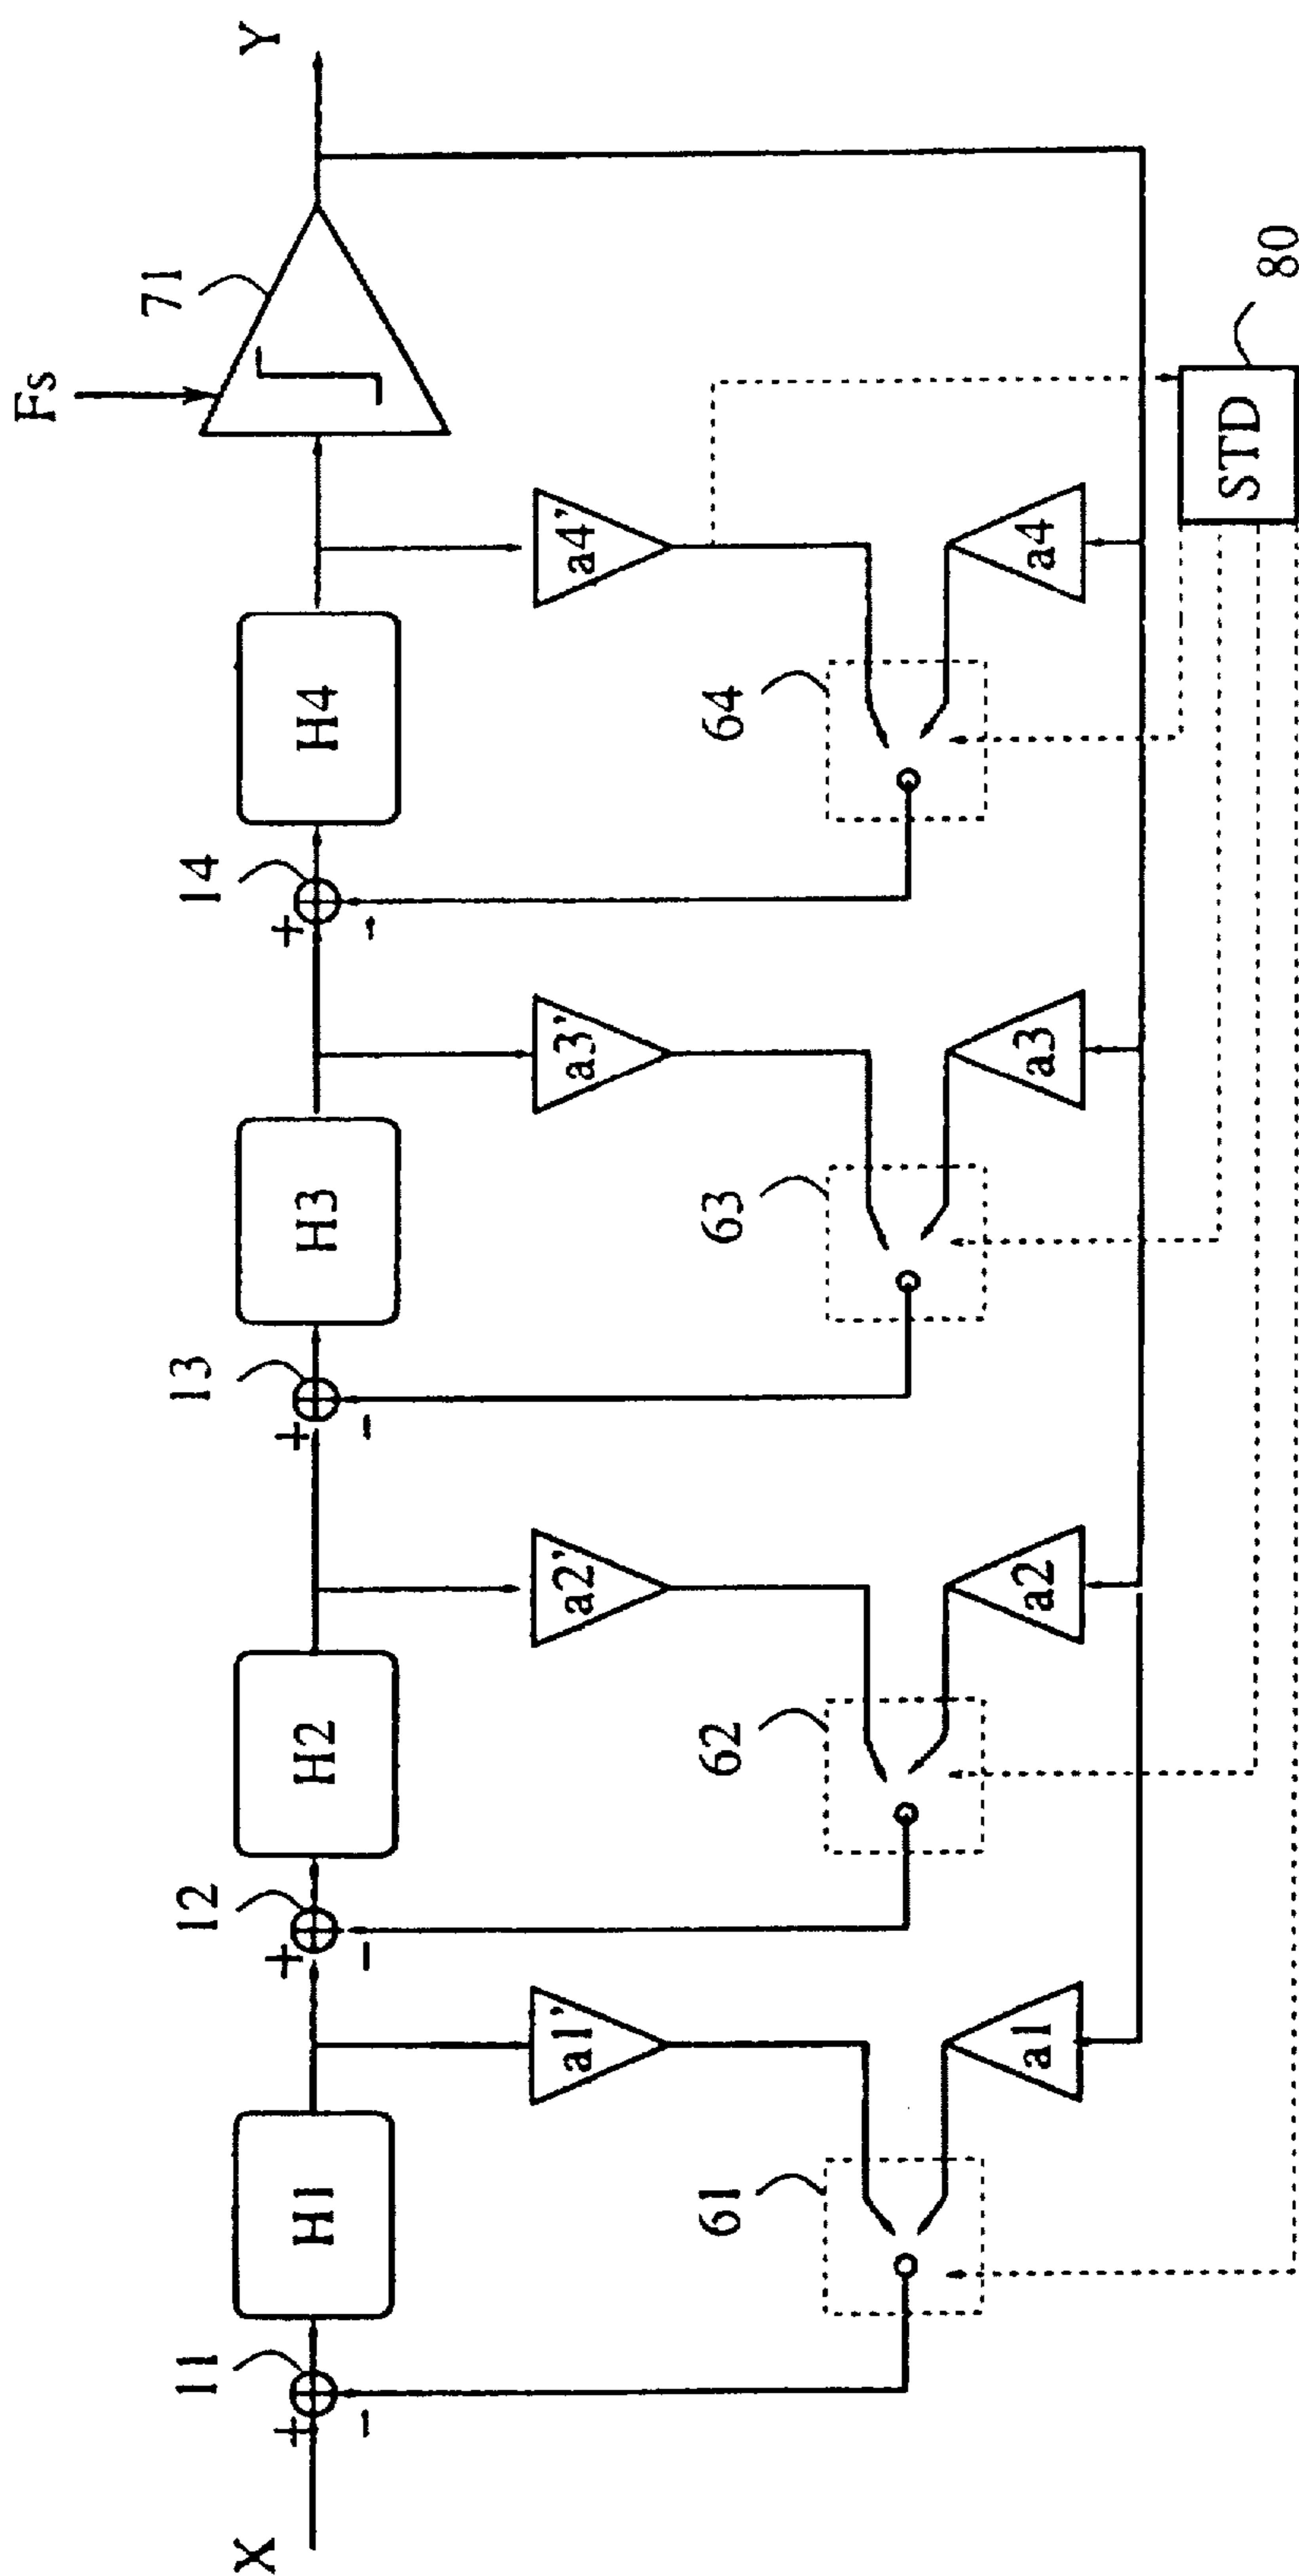 Fs
X
+
-
11
H1
+
-
12
H2
+
-
13
H3
+
-
14
H4
71
Y
a1'
a2'
a3'
a4'
61
62
63
64
a1
a2
a3
a4
STD
80